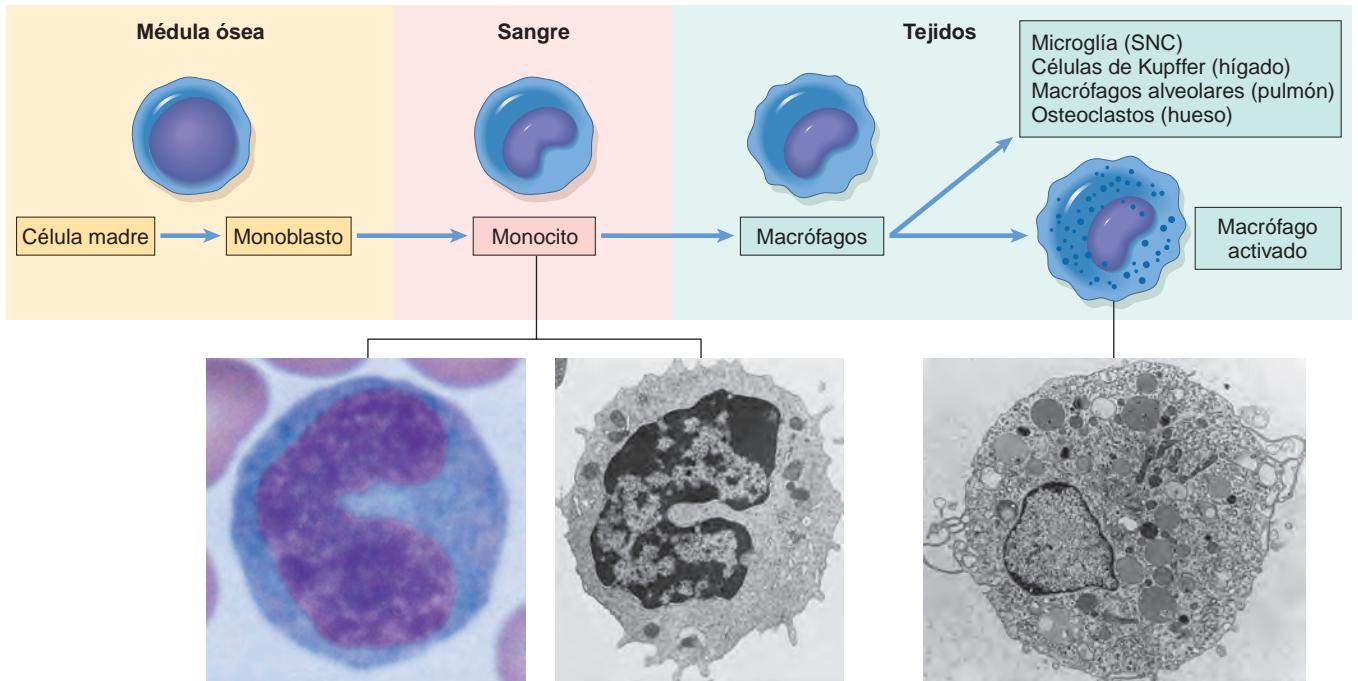 Médula ósea
Sangre
Tejidos
Microglía (SNC)
Células de Kupffer (hígado)
Macrófagos alveolares (pulmón)
Osteoclastos (hueso)
Célula madre
Monoblasto
Monocito
Macrófagos
Macrófago
activado